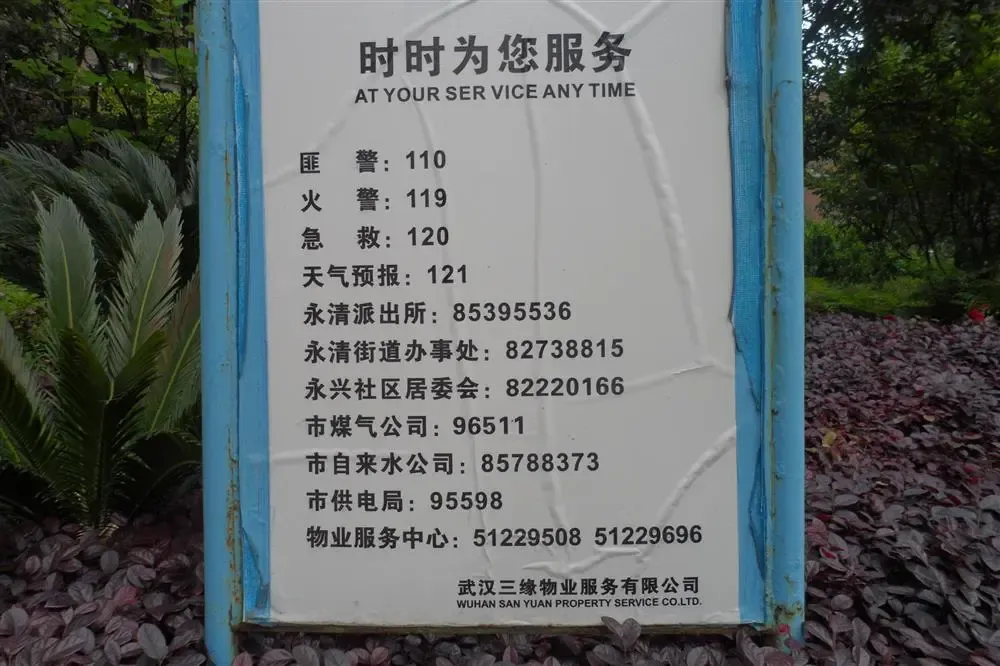 时时为您服务
AT YOUR SER VICE ANY TIME
匪 警：110
火 警：119
急 救：120
天气预报：121
永清派出所：85395536
永清街道办事处：82738815
永兴社区居委会：82220166
市煤气公司：96511
市自来水公司：85788373
市供电局：95598
物业服务中心：51229508 51229696
武汉三缘物业服务有限公司
WUHAN SAN YUAN PROPERTY SERVICE CO.LTD.